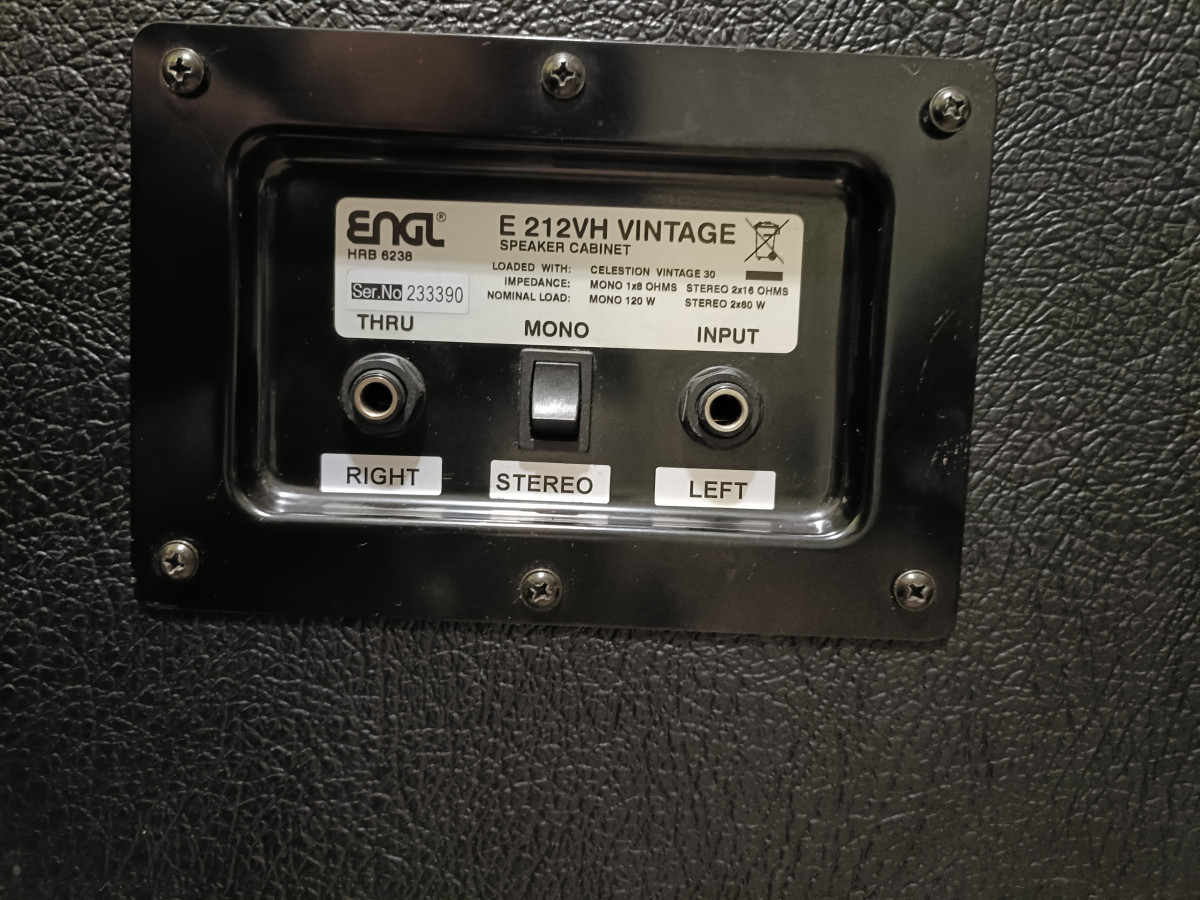 ENGL®
E 212VH VINTAGE
HRB 6238
SPEAKER CABINET
LOADED WITH: CELESTION VINTAGE 30
IMPEDANCE: MONO 1x8 OHMS STEREO 2x16 OHMS
NOMINAL LOAD: MONO 120 W STEREO 2x60 W
Ser.No 233390
THRU MONO INPUT
RIGHT STEREO LEFT